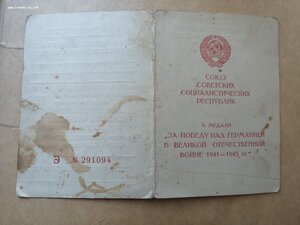 Э № 291094
СОЮЗ
СОВЕТСКИХ
СОЦИАЛИСТИЧЕСКИХ
РЕСПУБЛИК
К МЕДАЛИ
„ЗА ПОБЕДУ НАД ГЕРМАНИЕЙ
В ВЕЛИКОЙ ОТЕЧЕСТВЕННОЙ
ВОЙНЕ 1941—1945 гг."